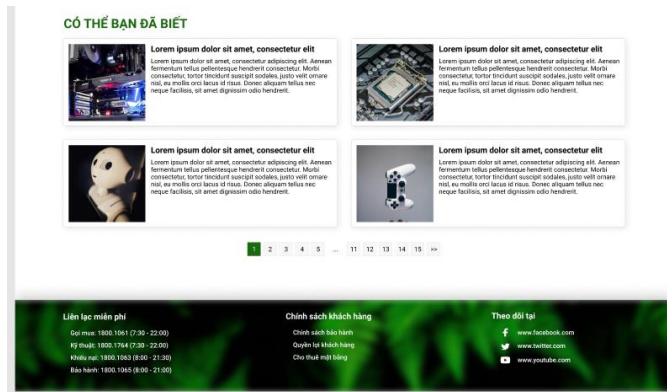 CÓ THỂ BẠN ĐÃ BIẾT
Lorem ipsum dolor sit amet, consectetur elit
Lorem ipsum dolor sit amet, consectetur adipiscing elit. Aenean
fermentum tellus pellentesque hendrerit consectetur. Morbi
consectetur, tortor tincidunt suscipit sodales, justo velit ornare
nisl, eu mollis orci lacus id risus. Donec aliquam tellus nec
neque facilisis, sit amet dignissim odio hendrerit.
Lorem ipsum dolor sit amet, consectetur elit
Lorem ipsum dolor sit amet, consectetur adipiscing elit. Aenean
fermentum tellus pellentesque hendrerit consectetur. Morbi
consectetur, tortor tincidunt suscipit sodales, justo velit ornare
nisl, eu mollis orci lacus id risus. Donec aliquam tellus nec
neque facilisis, sit amet dignissim odio hendrerit.
Lorem ipsum dolor sit amet, consectetur elit
Lorem ipsum dolor sit amet, consectetur adipiscing elit. Aenean
fermentum tellus pellentesque hendrerit consectetur. Morbi
consectetur, tortor tincidunt suscipit sodales, justo velit ornare
nisl, eu mollis orci lacus id risus. Donec aliquam tellus nec
neque facilisis, sit amet dignissim odio hendrerit.
Lorem ipsum dolor sit amet, consectetur elit
Lorem ipsum dolor sit amet, consectetur adipiscing elit. Aenean
fermentum tellus pellentesque hendrerit consectetur. Morbi
consectetur, tortor tincidunt suscipit sodales, justo velit ornare
nisl, eu mollis orci lacus id risus. Donec aliquam tellus nec
neque facilisis, sit amet dignissim odio hendrerit.
1 2 3 4 5 ... 11 12 13 14 15 >>
Liên lạc miễn phí
Gọi mua: 1800.1061 (7:30 - 22:00)
Kỹ thuật: 1800.1764 (7:30 - 22:00)
Khiếu nại: 1800.1063 (8:00 - 21:30)
Bảo hành: 1800.1065 (8:00 - 21:00)
Chính sách khách hàng
Chính sách bảo hành
Quyền lợi khách hàng
Cho thuê mặt bằng
Theo dõi tại
www.facebook.com
www.twitter.com
www.youtube.com